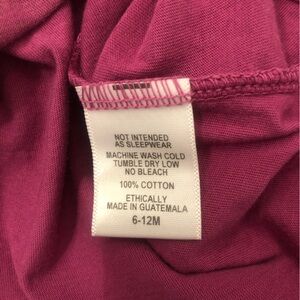 NOT INTENDED
AS SLEEPWEAR
MACHINE WASH COLD
TUMBLE DRY LOW
NO BLEACH
100% COTTON
ETHICALLY
MADE IN GUATEMALA
6-12M